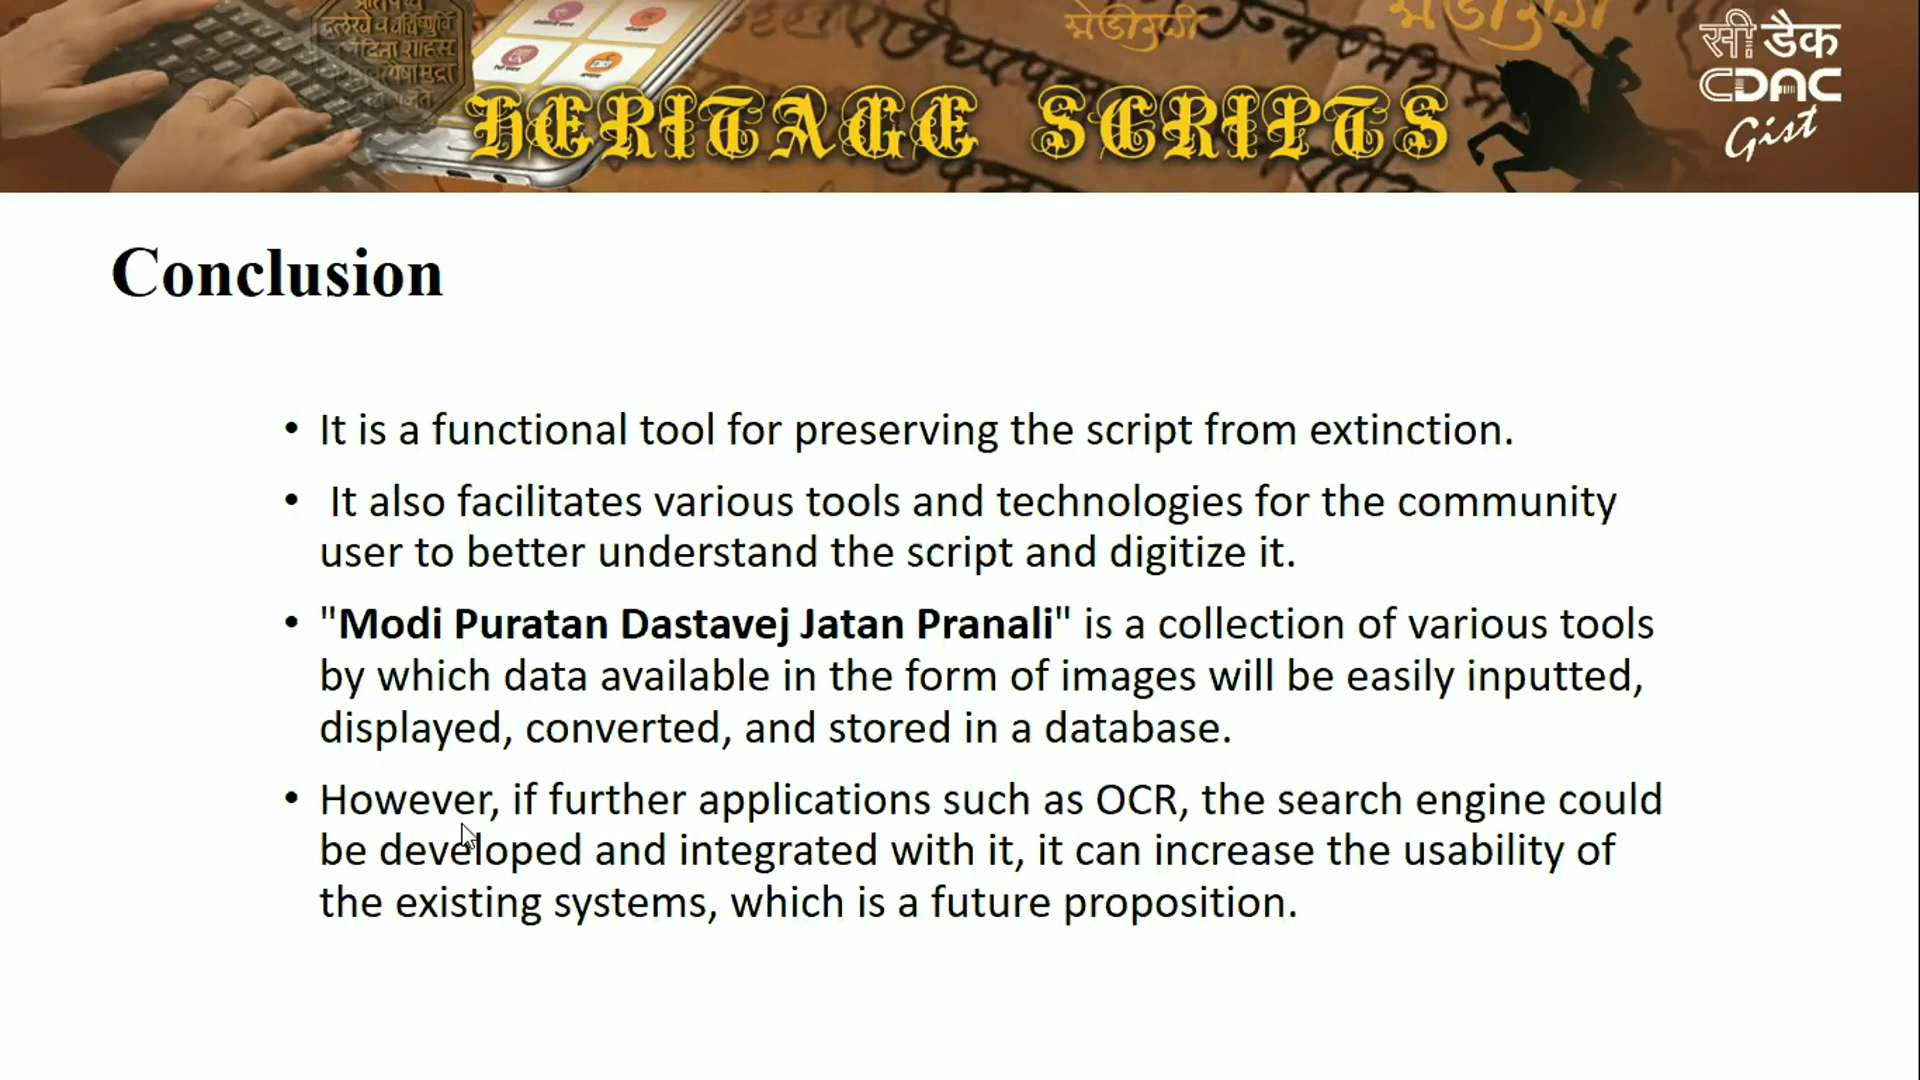 HERITAGE SCRIPTS
सी डैक
CDAC
Gist
Conclusion
• It is a functional tool for preserving the script from extinction.
• It also facilitates various tools and technologies for the community
user to better understand the script and digitize it.
• "Modi Puratan Dastavej Jatan Pranali" is a collection of various tools
by which data available in the form of images will be easily inputted,
displayed, converted, and stored in a database.
• However, if further applications such as OCR, the search engine could
be developed and integrated with it, it can increase the usability of
the existing systems, which is a future proposition.